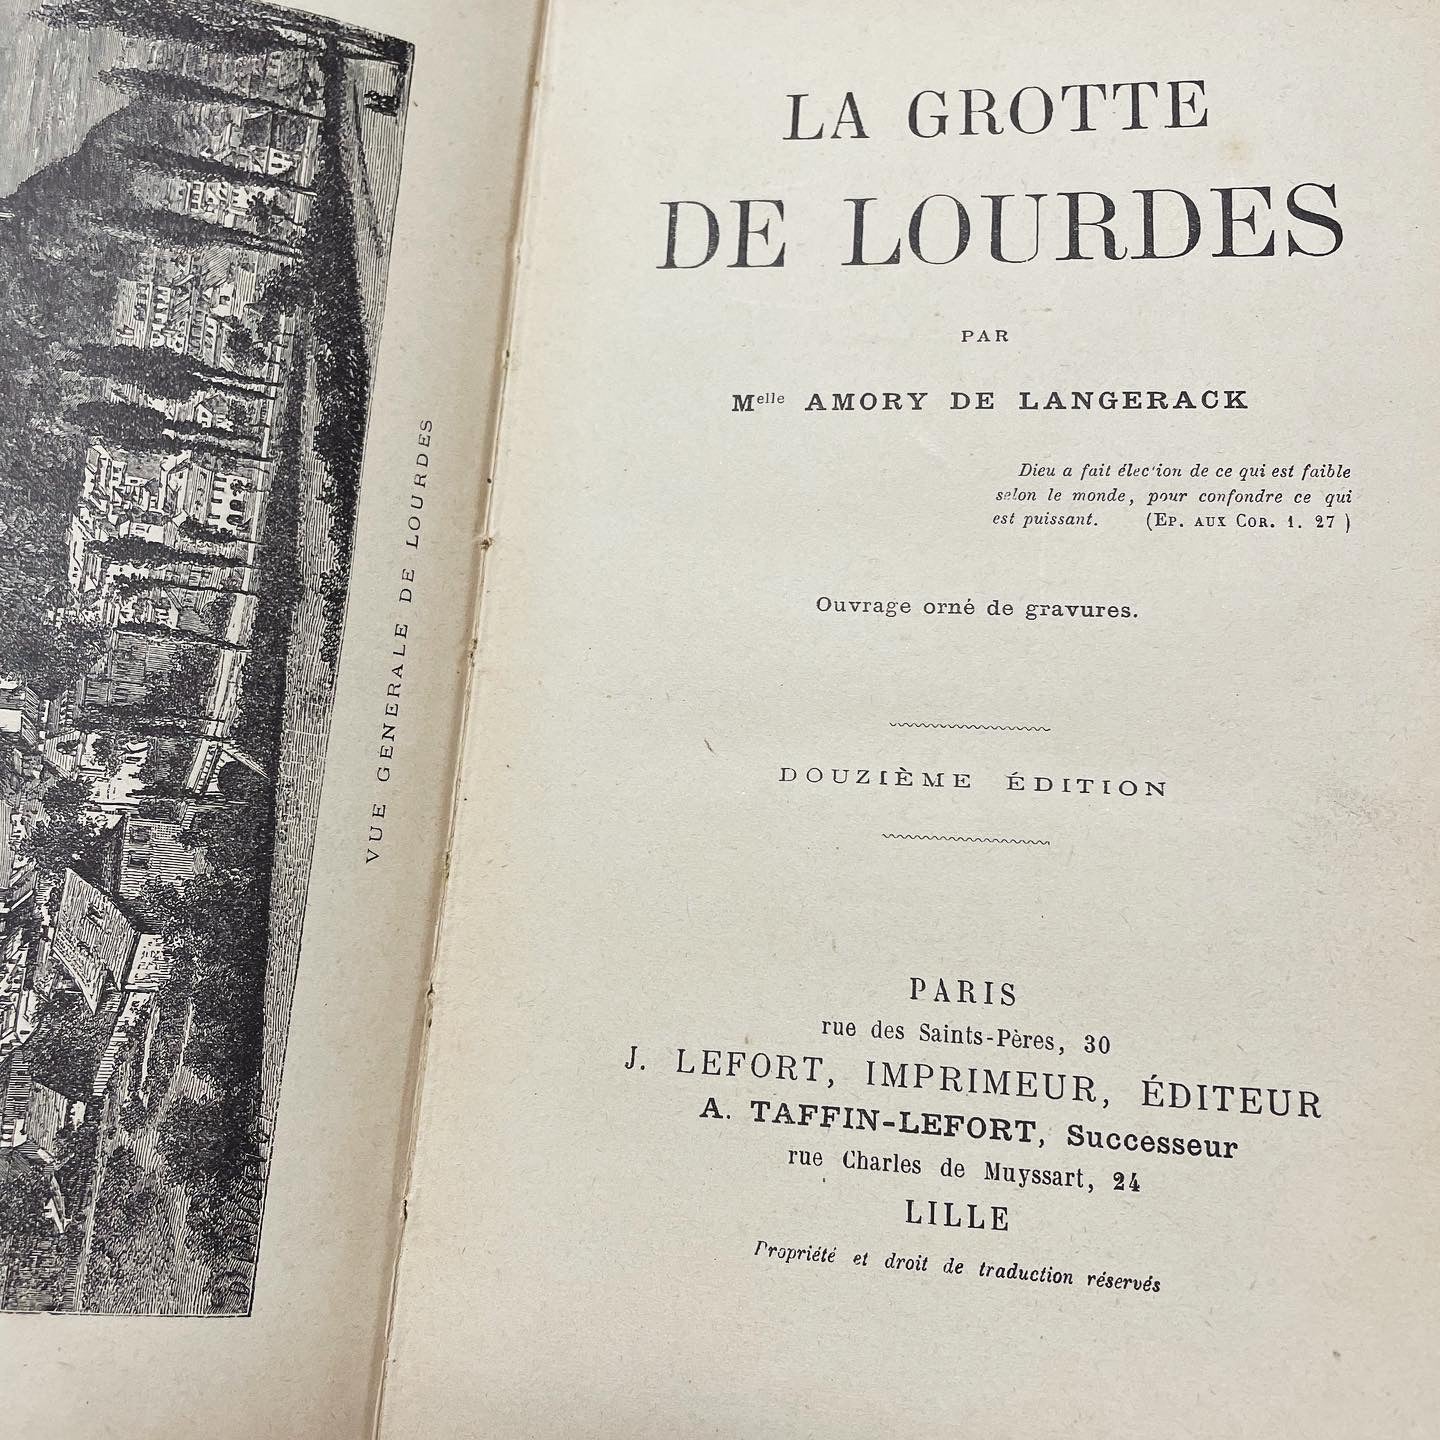 VUE GÉNÉRALE DE LOURDES
LA GROTTE
DE LOURDES
PAR
Melle AMORY DE LANGERACK
Dieu a fait élec'ion de ce qui est faible
selon le monde, pour confondre ce qui
est puissant. (EP. AUX COR. 1. 27 )
Ouvrage orné de gravures.
DOUZIÈME ÉDITION
PARIS
rue des Saints-Pères, 30
J. LEFORT, IMPRIMEUR, ÉDITEUR
A. TAFFIN-LEFORT, Successeur
rue Charles de Muyssart, 24
LILLE
Propriété et droit de traduction réservés